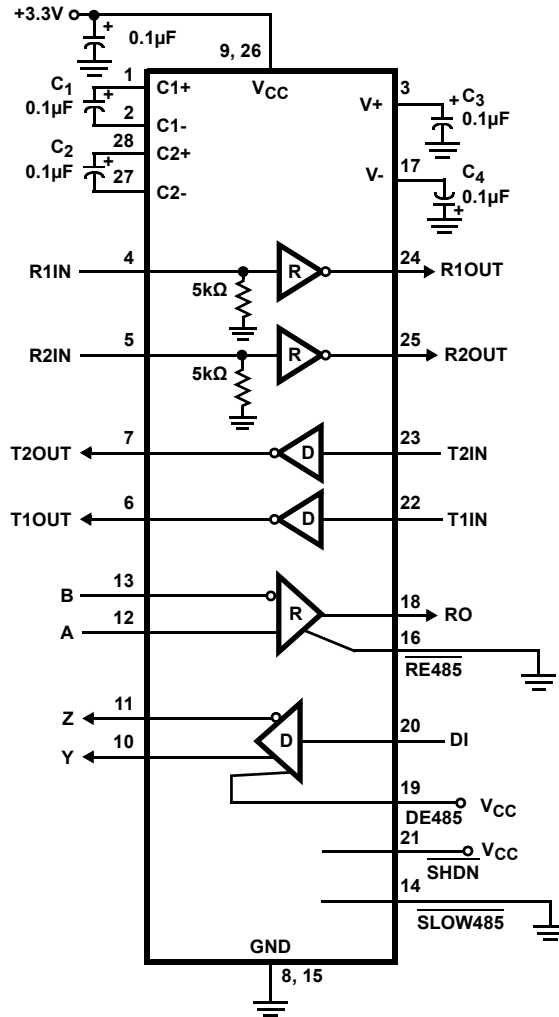 +3.3V
0.1µF
9, 26
VCC
C1
0.1µF
1
C1+
2
C1-
C2
0.1µF
28
C2+
27
C2-
3
V+
+ C3
0.1µF
17
V-
C4
0.1µF
+
+
+
+
R1IN
4
5kΩ
R
24
R1OUT
R2IN
5
5kΩ
R
25
R2OUT
T2OUT
7
D
23
T2IN
T1OUT
6
D
22
T1IN
B
13
A
12
R
18
RO
16
RE485
Z
11
Y
10
D
20
DI
19
DE485
VCC
21
SHDN
VCC
14
SLOW485
GND
8, 15